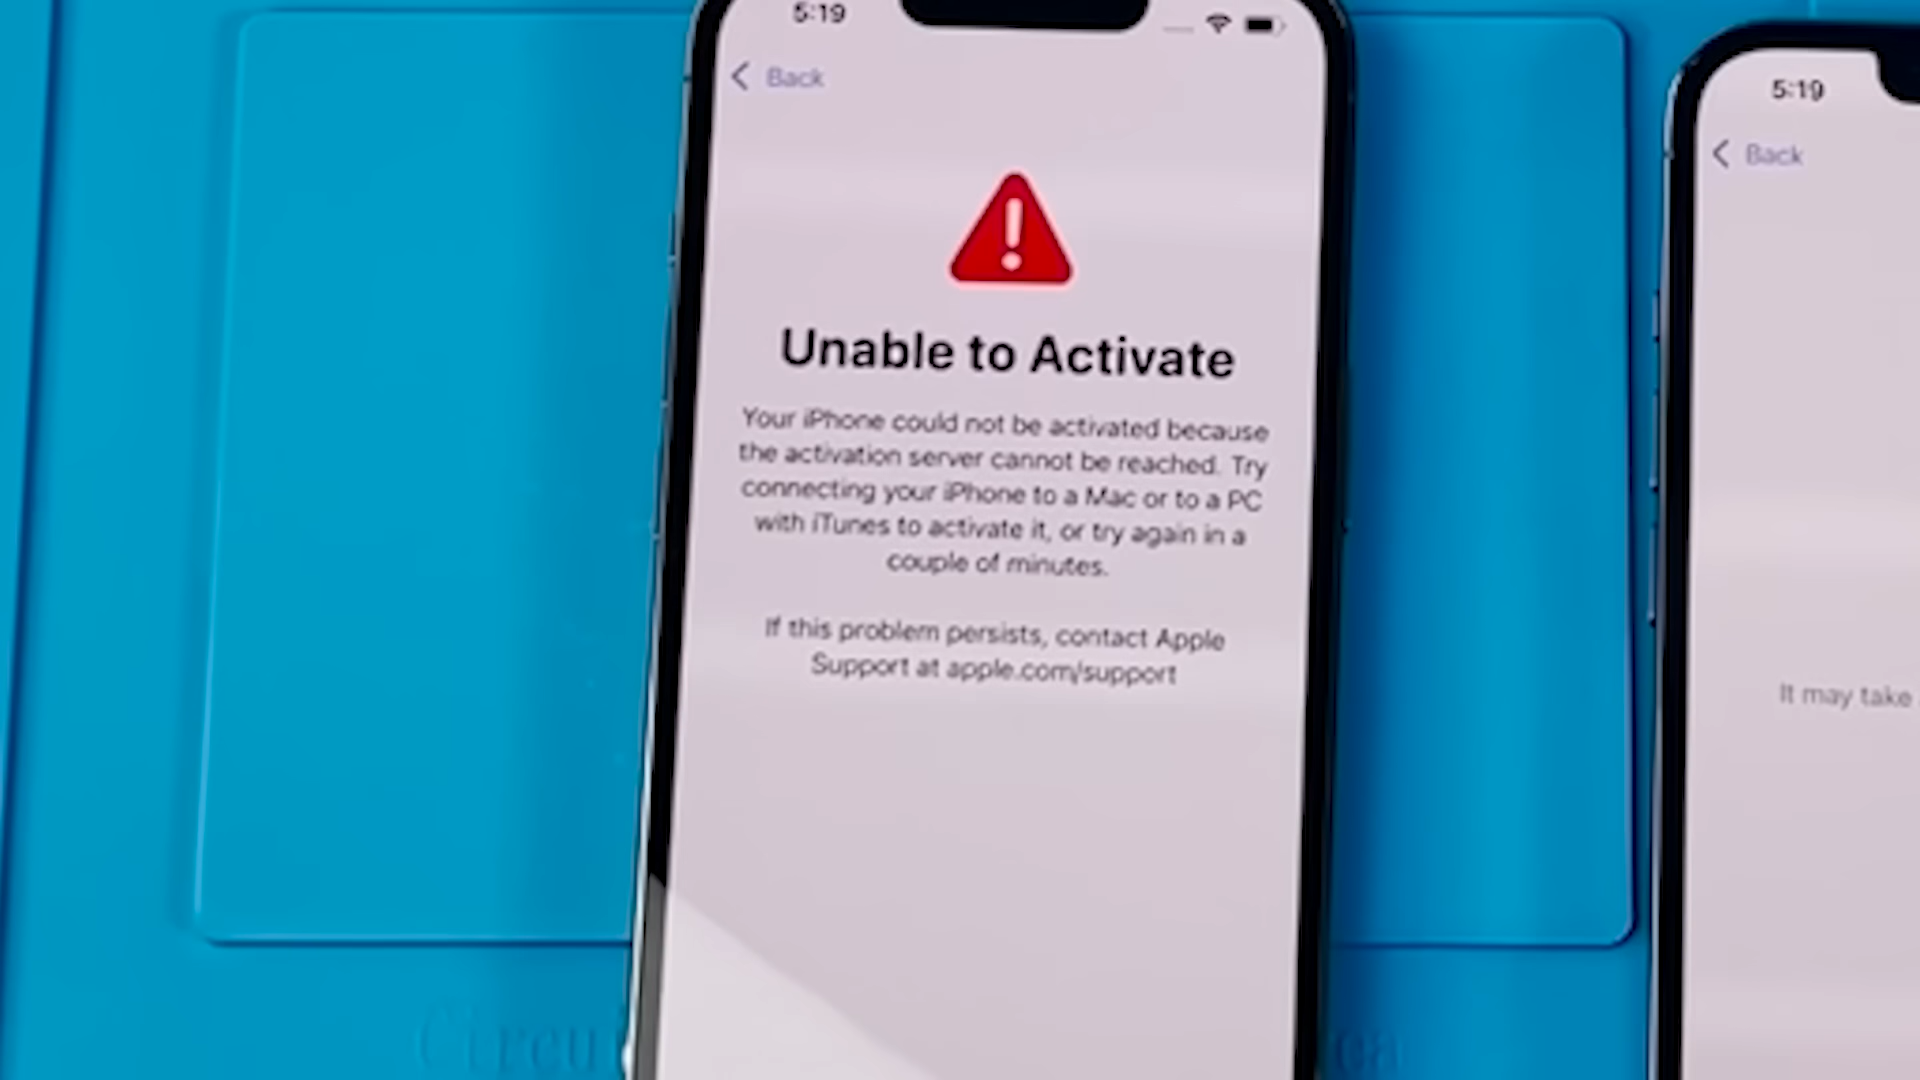 5:19
Back
Unable to Activate
Your iPhone could not be activated because
the activation server cannot be reached. Try
connecting your iPhone to a Mac or to a PC
with iTunes to activate it, or try again in a
couple of minutes.
If this problem persists, contact Apple
Support at apple.com/support
5:19
Back
It may take
Circu
ca